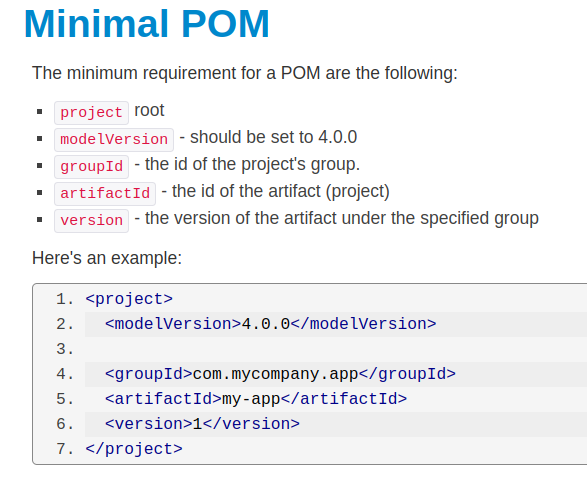 Minimal POM
The minimum requirement for a POM are the following:
project root
modelVersion - should be set to 4.0.0
groupId - the id of the project's group.
artifactId - the id of the artifact (project)
version - the version of the artifact under the specified group
Here's an example:
1. <project>
2.   <modelVersion>4.0.0</modelVersion>
3.
4.   <groupId>com.mycompany.app</groupId>
5.   <artifactId>my-app</artifactId>
6.   <version>1</version>
7. </project>